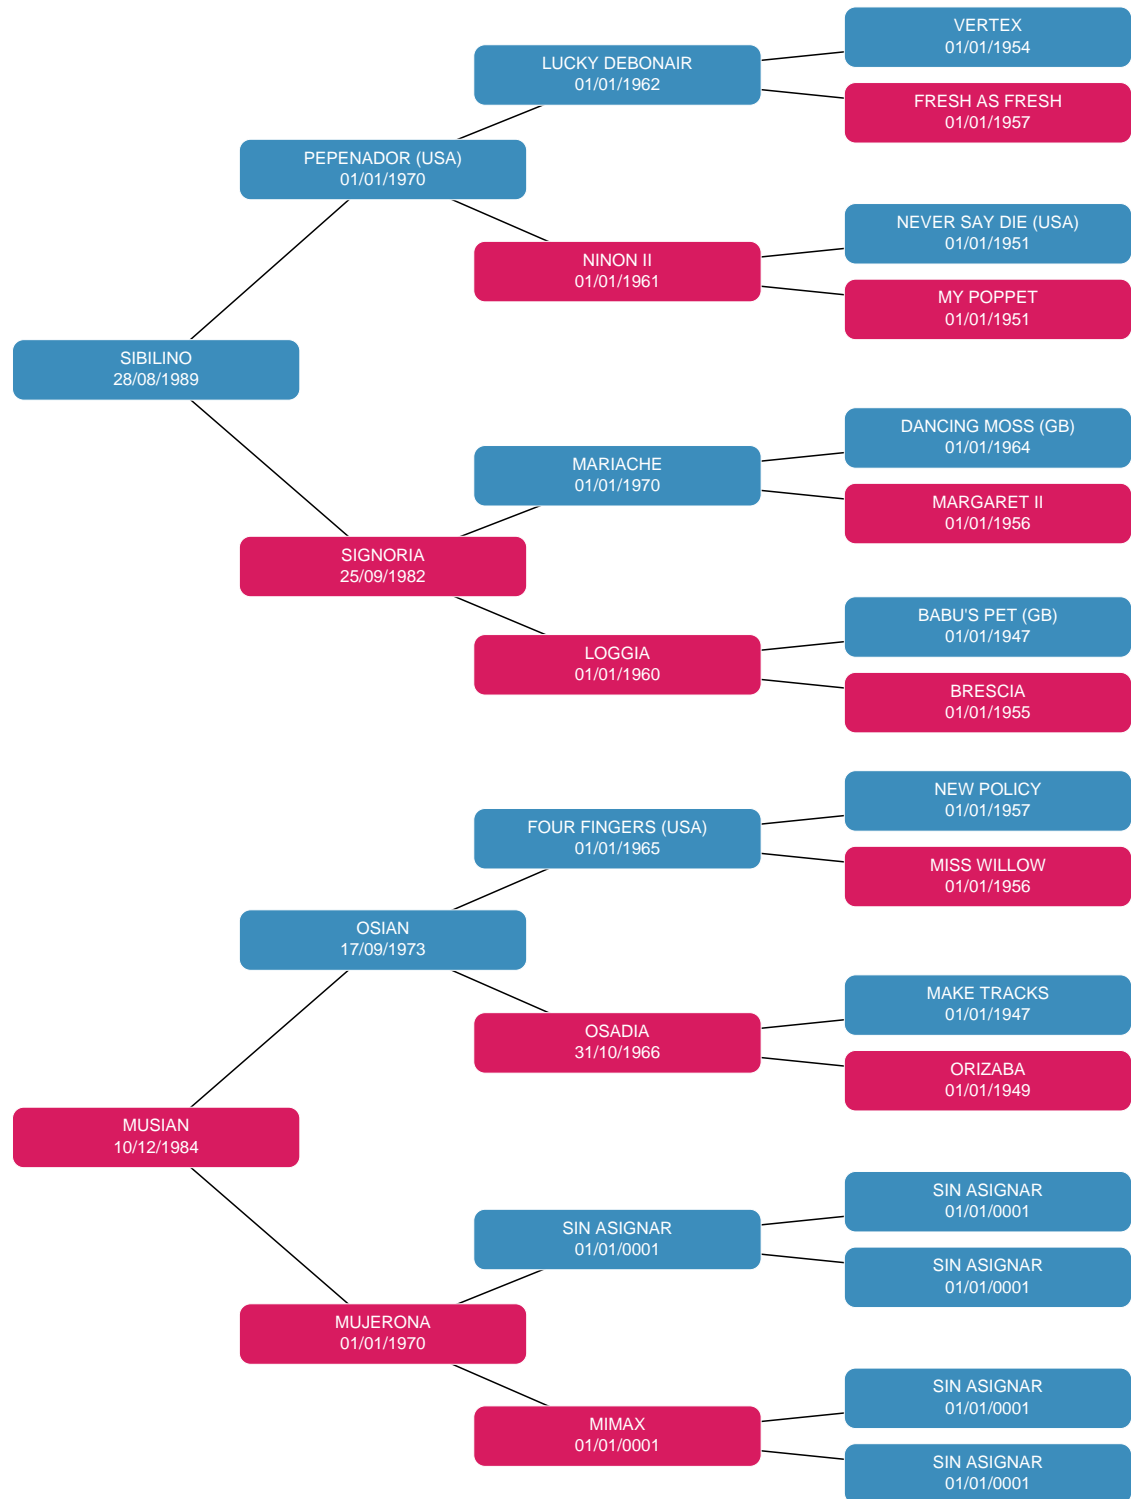 VERTEX
01/01/1954
LUCKY DEBONAIR
01/01/1962
FRESH AS FRESH
01/01/1957
PEPENADOR (USA)
01/01/1970
NEVER SAY DIE (USA)
01/01/1951
NINON II
01/01/1961
MY POPPET
01/01/1951
SIBILINO
28/08/1989
DANCING MOSS (GB)
01/01/1964
MARIACHE
01/01/1970
MARGARET II
01/01/1956
SIGNORIA
25/09/1982
BABU'S PET (GB)
01/01/1947
LOGGIA
01/01/1960
BRESCIA
01/01/1955
NEW POLICY
01/01/1957
FOUR FINGERS (USA)
01/01/1965
MISS WILLOW
01/01/1956
OSIAN
17/09/1973
MAKE TRACKS
01/01/1947
OSADIA
31/10/1966
ORIZABA
01/01/1949
MUSIAN
10/12/1984
SIN ASIGNAR
01/01/0001
SIN ASIGNAR
01/01/0001
SIN ASIGNAR
01/01/0001
MUJERONA
01/01/1970
SIN ASIGNAR
01/01/0001
MIMAX
01/01/0001
SIN ASIGNAR
01/01/0001